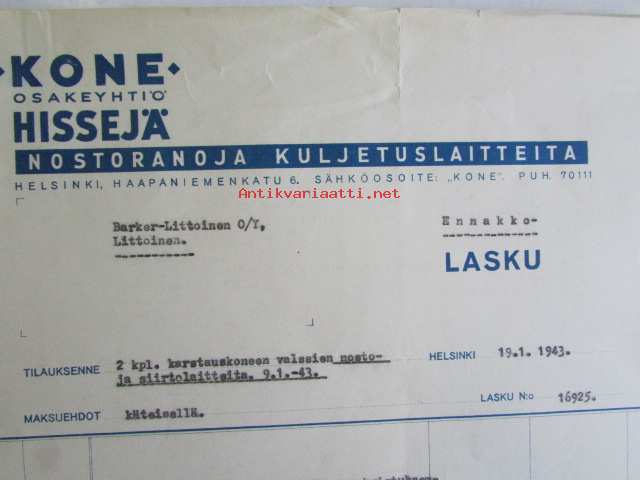 ·KONE·
OSAKEYHTIÖ
HISSEJÄ
NOSTORANOJA KULJETUSLAITTEITA
HELSINKI, HAAPANIEMENKATU 6. SÄHKÖOSOITE: „KONE". PUH. 70111
Antikvariaatti.net
Barker-Littoinen O/Y,
Littoinen.
Ennakko-
LASKU
TILAUKSENNE 2 kpl. karstauskoneen valssien nosto-
ja siirtolaitteita. 9.1.-43.
HELSINKI 19.1. 1943.
MAKSUEHDOT käteisellä.
LASKU N:o 16925.